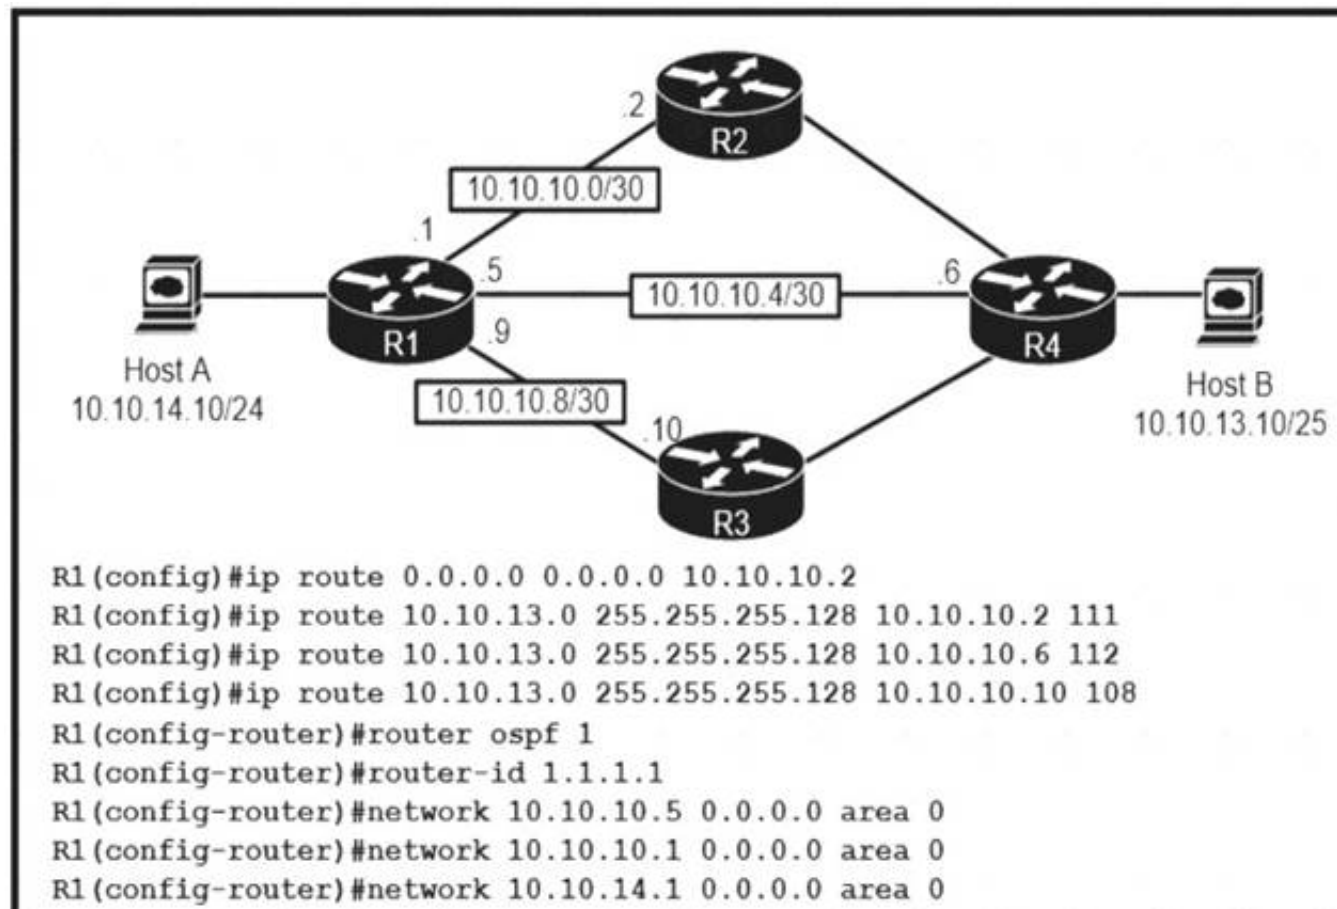 .2
R2
10.10.10.0/30
.1
.5
10.10.10.4/30
.6
R1
R4
.9
Host A
10.10.14.10/24
10.10.10.8/30
Host B
10.10.13.10/25
.10
R3
R1(config)#ip route 0.0.0.0 0.0.0.0 10.10.10.2
R1(config)#ip route 10.10.13.0 255.255.255.128 10.10.10.2 111
R1(config)#ip route 10.10.13.0 255.255.255.128 10.10.10.6 112
R1(config)#ip route 10.10.13.0 255.255.255.128 10.10.10.10 108
R1(config-router)#router ospf 1
R1(config-router)#router-id 1.1.1.1
R1(config-router)#network 10.10.10.5 0.0.0.0 area 0
R1(config-router)#network 10.10.10.1 0.0.0.0 area 0
R1(config-router)#network 10.10.14.1 0.0.0.0 area 0